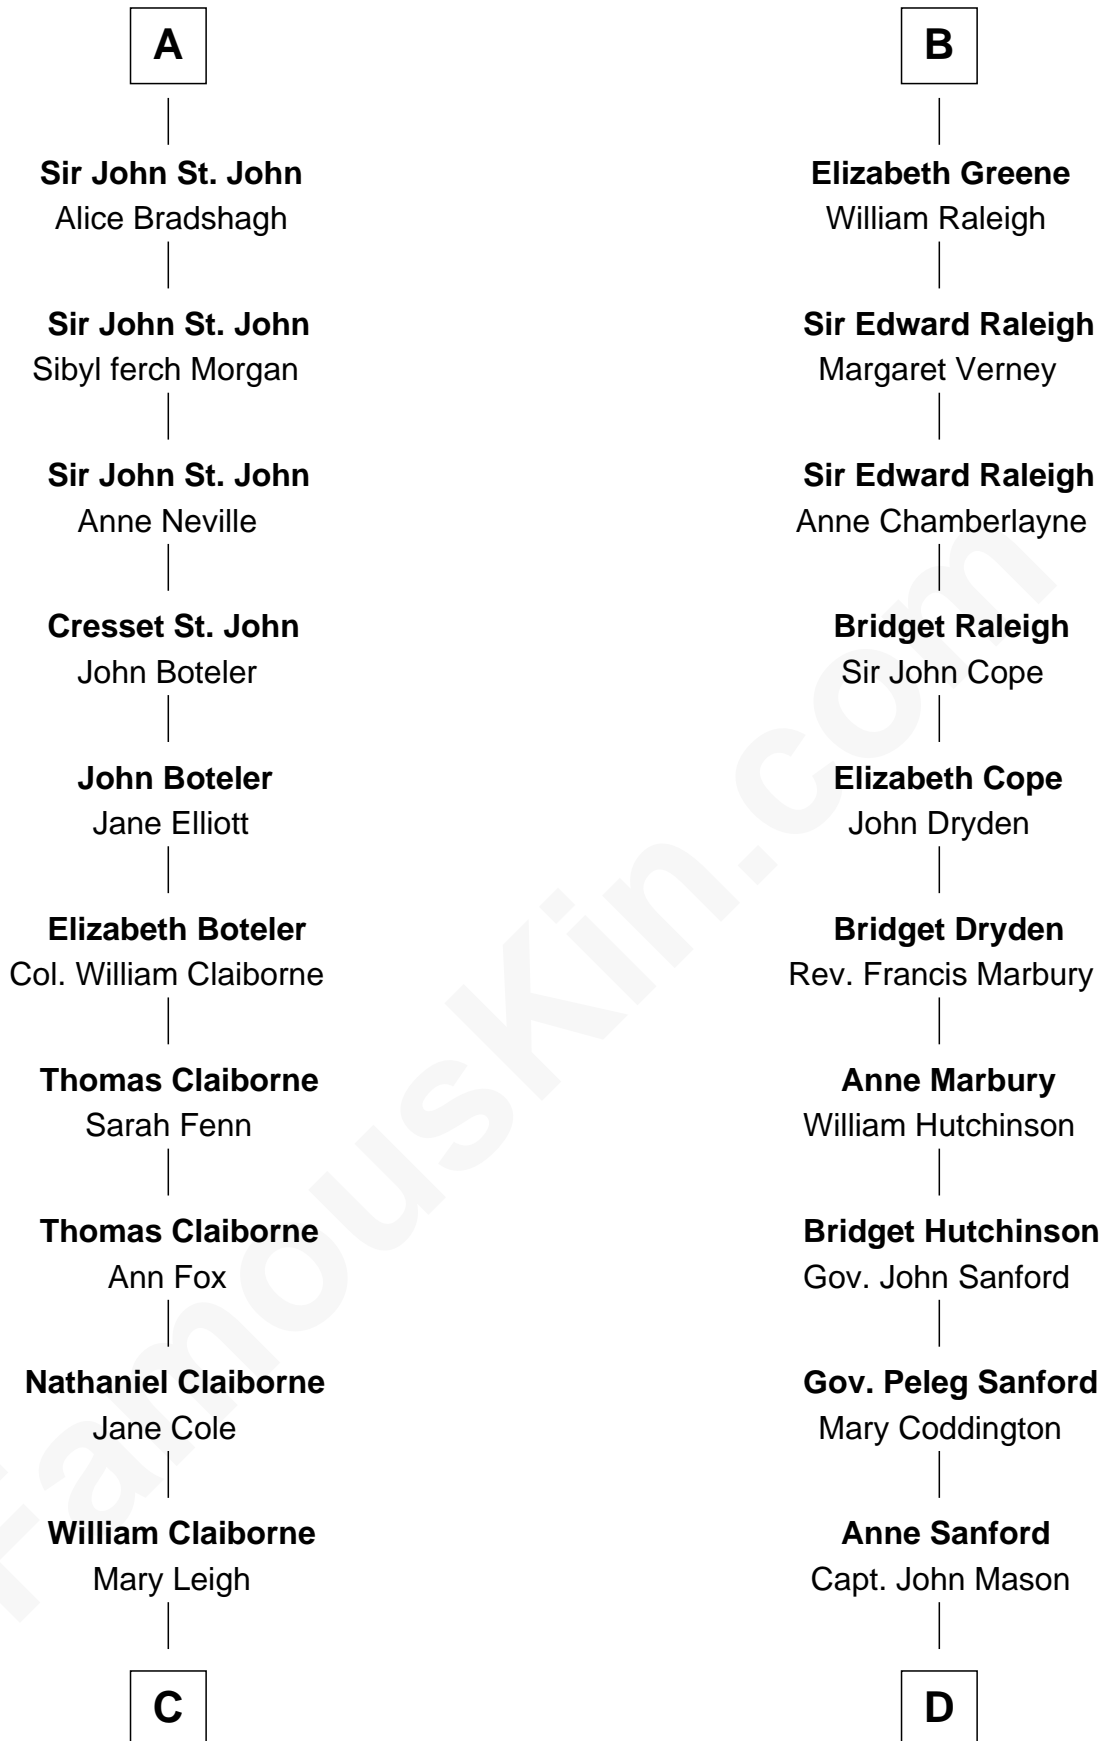 A
Sir John St. John
Alice Bradshagh
Sir John St. John
Sibyl ferch Morgan
Sir John St. John
Anne Neville
Cresset St. John
John Boteler
John Boteler
Jane Elliott
Elizabeth Boteler
Col. William Claiborne
Thomas Claiborne
Sarah Fenn
Thomas Claiborne
Ann Fox
Nathaniel Claiborne
Jane Cole
William Claiborne
Mary Leigh
C
B
Elizabeth Greene
William Raleigh
Sir Edward Raleigh
Margaret Verney
Sir Edward Raleigh
Anne Chamberlayne
Bridget Raleigh
Sir John Cope
Elizabeth Cope
John Dryden
Bridget Dryden
Rev. Francis Marbury
Anne Marbury
William Hutchinson
Bridget Hutchinson
Gov. John Sanford
Gov. Peleg Sanford
Mary Coddington
Anne Sanford
Capt. John Mason
D
FamousKin.com